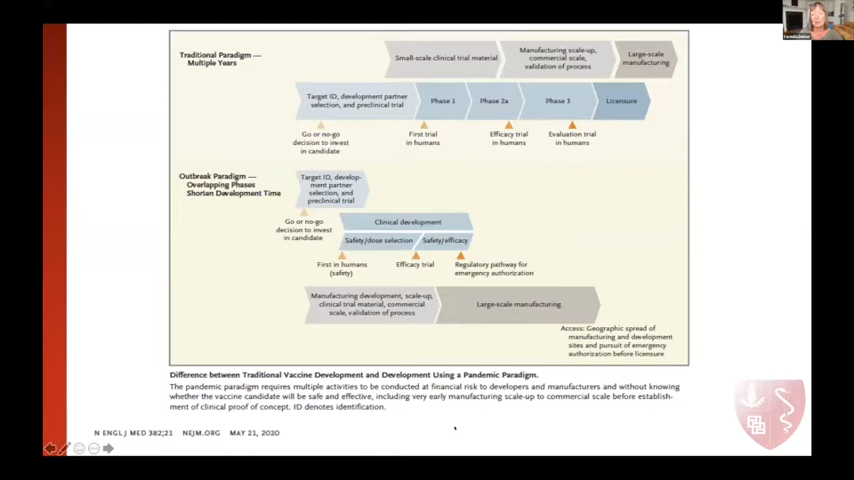 Traditional Paradigm —
Multiple Years
Small-scale clinical trial material
Manufacturing scale-up,
commercial scale,
validation of process
Large-scale
manufacturing
Target ID, development partner
selection, and preclinical trial
Phase 1
Phase 2a
Phase 3
Licensure
Go or no-go
decision to invest
in candidate
First trial
in humans
Efficacy trial
in humans
Evaluation trial
in humans
Outbreak Paradigm —
Overlapping Phases
Shorten Development Time
Target ID, develop-
ment partner
selection, and
preclinical trial
Go or no-go
decision to invest
in candidate
Clinical development
Safety/dose selection
Safety/efficacy
First in humans
(safety)
Efficacy trial
Regulatory pathway for
emergency authorization
Manufacturing development, scale-up,
clinical trial material, commercial
scale, validation of process
Large-scale manufacturing
Access: Geographic spread of
manufacturing and development
sites and pursuit of emergency
authorization before licensure
Difference between Traditional Vaccine Development and Development Using a Pandemic Paradigm.
The pandemic paradigm requires multiple activities to be conducted at financial risk to developers and manufacturers and without knowing
whether the vaccine candidate will be safe and effective, including very early manufacturing scale-up to commercial scale before establish-
ment of clinical proof of concept. ID denotes identification.
N ENGL J MED 382;21 NEJM.ORG MAY 21, 2020